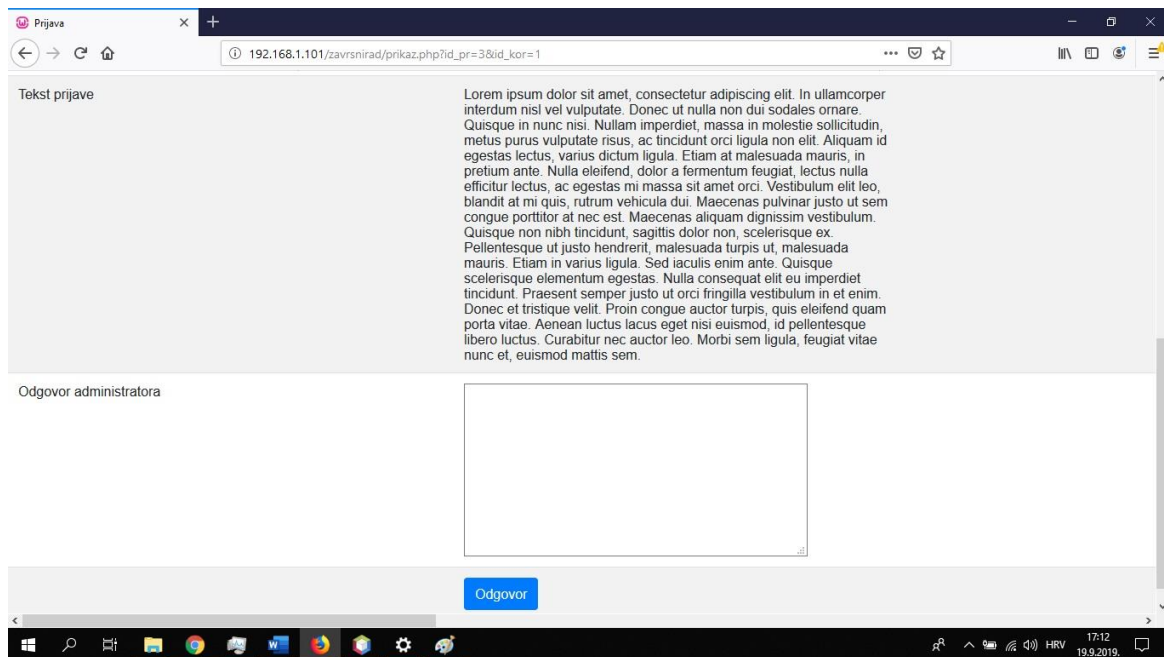 Prijava
192.168.1.101/zavrsnirad/prikaz.php?id_pr=3&id_kor=1
Tekst prijave
Lorem ipsum dolor sit amet, consectetur adipiscing elit. In ullamcorper
interdum nisl vel vulputate. Donec ut nulla non dui sodales ornare.
Quisque in nunc nisi. Nullam imperdiet, massa in molestie sollicitudin,
metus purus vulputate risus, ac tincidunt orci ligula non elit. Aliquam id
egestas lectus, varius dictum ligula. Etiam at malesuada mauris, in
pretium ante. Nulla eleifend, dolor a fermentum feugiat, lectus nulla
efficitur lectus, ac egestas mi massa sit amet orci. Vestibulum elit leo,
blandit at mi quis, rutrum vehicula dui. Maecenas pulvinar justo ut sem
congue porttitor at nec est. Maecenas aliquam dignissim vestibulum.
Quisque non nibh tincidunt, sagittis dolor non, scelerisque ex.
Pellentesque ut justo hendrerit, malesuada turpis ut, malesuada
mauris. Etiam in varius ligula. Sed iaculis enim ante. Quisque
scelerisque elementum egestas. Nulla consequat elit eu imperdiet
tincidunt. Praesent semper justo ut orci fringilla vestibulum in et enim.
Donec et tristique velit. Proin congue auctor turpis, quis eleifend quam
porta vitae. Aenean luctus lacus eget nisi euismod, id pellentesque
libero luctus. Curabitur nec auctor leo. Morbi sem ligula, feugiat vitae
nunc et, euismod mattis sem.
Odgovor administratora
Odgovor
HRV
17:12
19.9.2019.